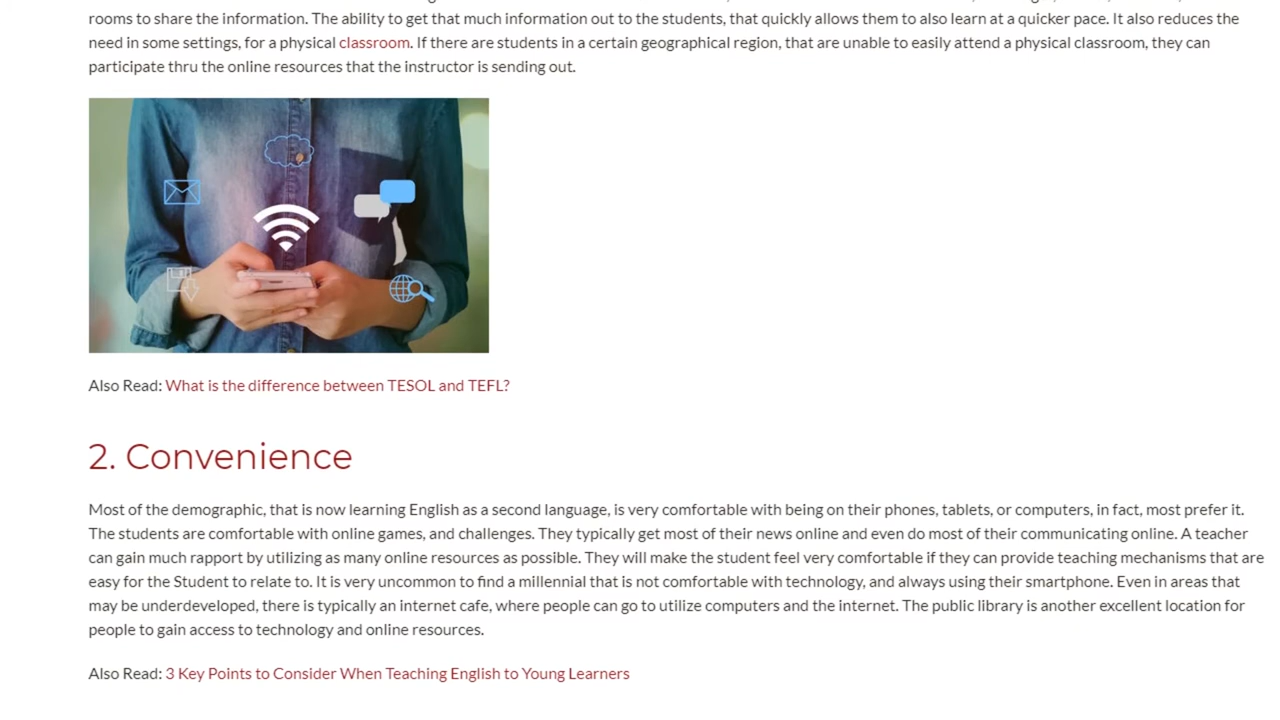 rooms to share the information. The ability to get that much information out to the students, that quickly allows them to also learn at a quicker pace. It also reduces the
need in some settings, for a physical classroom. If there are students in a certain geographical region, that are unable to easily attend a physical classroom, they can
participate thru the online resources that the instructor is sending out.
Also Read: What is the difference between TESOL and TEFL?
2. Convenience
Most of the demographic, that is now learning English as a second language, is very comfortable with being on their phones, tablets, or computers, in fact, most prefer it.
The students are comfortable with online games, and challenges. They typically get most of their news online and even do most of their communicating online. A teacher
can gain much rapport by utilizing as many online resources as possible. They will make the student feel very comfortable if they can provide teaching mechanisms that are
easy for the Student to relate to. It is very uncommon to find a millennial that is not comfortable with technology, and always using their smartphone. Even in areas that
may be underdeveloped, there is typically an internet cafe, where people can go to utilize computers and the internet. The public library is another excellent location for
people to gain access to technology and online resources.
Also Read: 3 Key Points to Consider When Teaching English to Young Learners